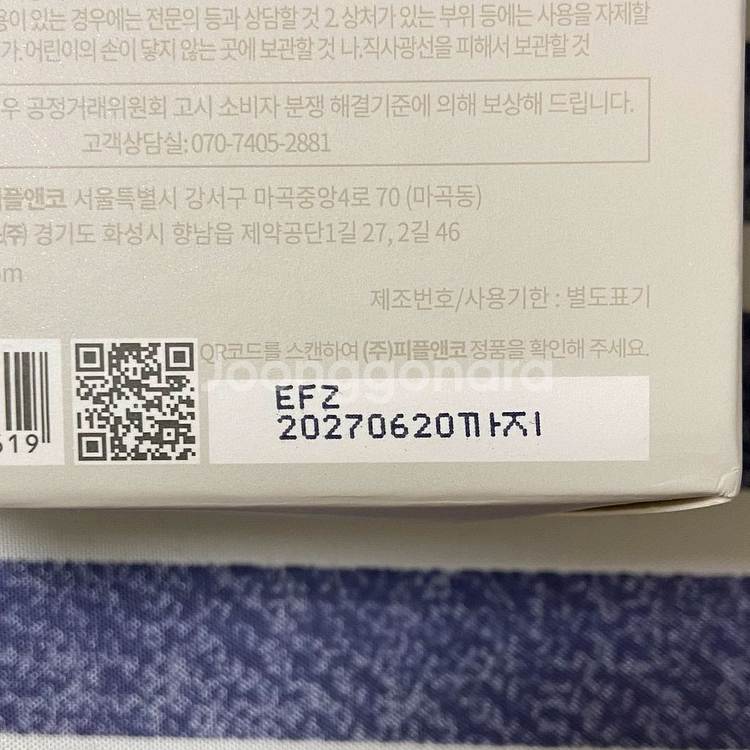 있는 경우에는 전문의 등과 상담할 것 2. 상처가 있는 부위 등에는 사용을 자제할
가.어린이의 손이 닿지 않는 곳에 보관할 것 나.직사광선을 피해서 보관할 것
우 공정거래위원회 고시 소비자 분쟁 해결기준에 의해 보상해 드립니다.
고객상담실: 070-7405-2881
피플앤코 서울특별시 강서구 마곡중앙4로 70 (마곡동)
(주) 경기도 화성시 향남읍 제약공단1길 27, 2길 46
om
제조번호/사용기한 : 별도표기
QR코드를 스캔하여 (주)피플앤코 정품을 확인해 주세요.
Joonggonara
EFZ
20270620까지
619